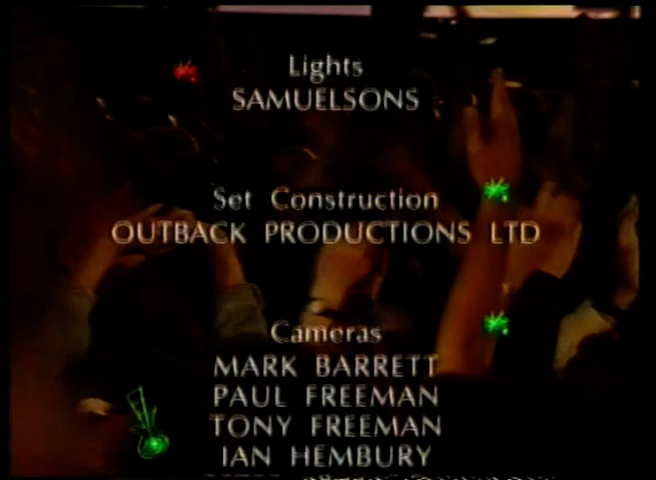 Lights
SAMUELSONS
Set Construction
OUTBACK PRODUCTIONS LTD
Cameras
MARK BARRETT
PAUL FREEMAN
TONY FREEMAN
IAN HEMBURY